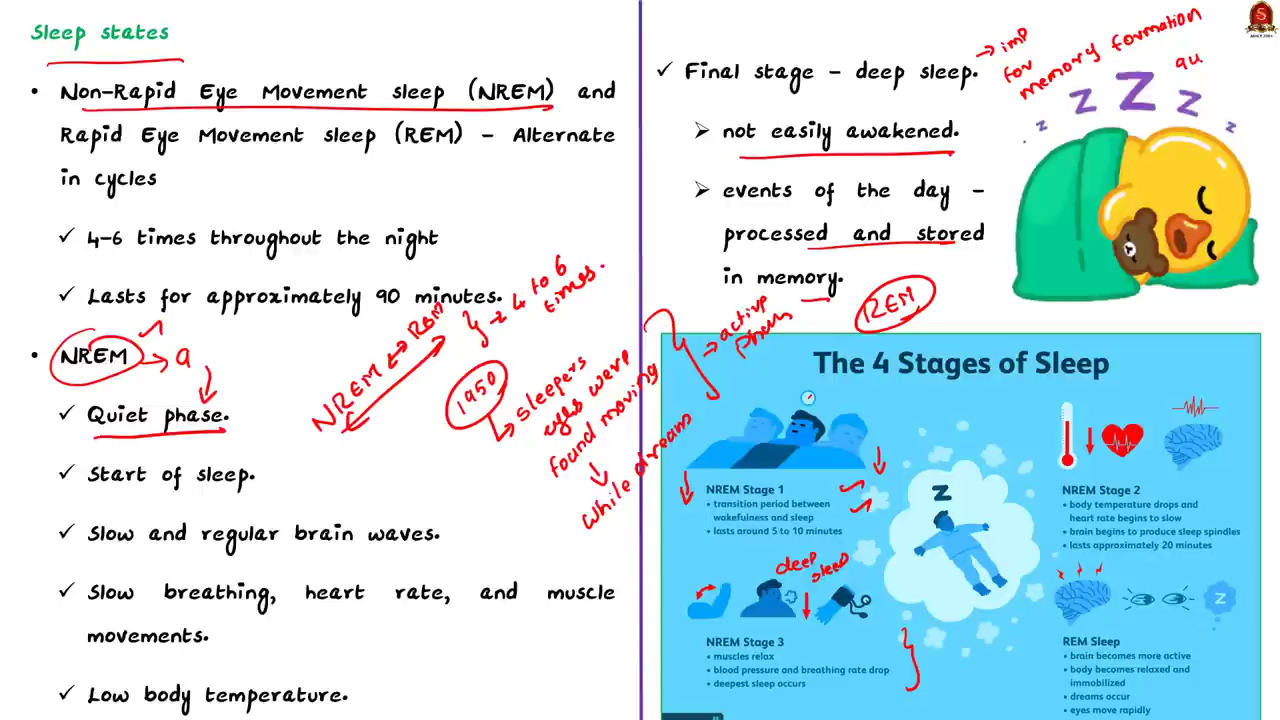 Sleep states
• Non-Rapid Eye Movement sleep (NREM) and
Rapid Eye Movement sleep (REM) – Alternate
in cycles
✓ 4-6 times throughout the night
✓ Lasts for approximately 90 minutes.
• NREM → a
✓ Quiet phase.
✓ Start of sleep.
✓ Slow and regular brain waves.
✓ Slow breathing, heart rate, and muscle
movements.
✓ Low body temperature.
NREM ↔ REM
4 to 6
times.
1950
sleepers
eyes were
found moving
while dreams
→ active
✓ Final stage – deep sleep.
→ imp
for
memory formation
➢ not easily awakened.
➢ events of the day –
processed and stored
in memory.
REM
Z Z Z Z Z
The 4 Stages of Sleep
NREM Stage 1
• transition period between
wakefulness and sleep
• lasts around 5 to 10 minutes
NREM Stage 2
• body temperature drops and
heart rate begins to slow
• brain begins to produce sleep spindles
• lasts approximately 20 minutes
Z
deep
sleep
NREM Stage 3
• muscles relax
• blood pressure and breathing rate drop
• deepest sleep occurs
Z
REM Sleep
• brain becomes more active
• body becomes relaxed and
immobilized
• dreams occur
• eyes move rapidly